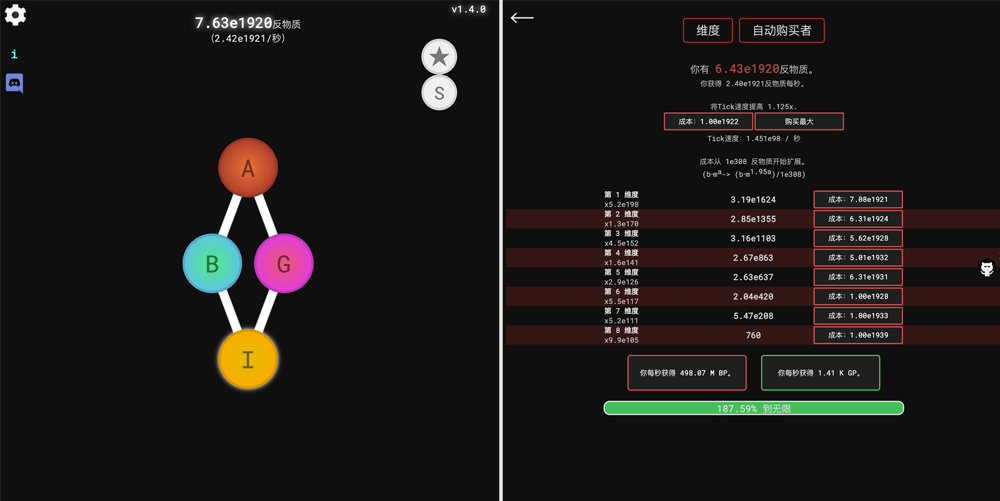 v1.4.0
7.63e1920反物质
(2.42e1921/秒)
i
S
A
B
G
I
维度
自动购买者
你有 6.43e1920反物质。
你获得 2.40e1921反物质每秒。
将Tick速度提高 1.125x.
成本: 1.00e1922
购买最大
Tick速度: 1.451e98 / 秒
成本从 1e308 反物质开始扩展。
(b·mᵃ-> (b·m¹·⁹⁵ᵃ)/1e308)
第 1 维度
x5.2e198
3.19e1624
成本: 7.08e1921
第 2 维度
x1.3e170
2.85e1355
成本: 6.31e1924
第 3 维度
x4.5e152
3.16e1103
成本: 5.62e1928
第 4 维度
x1.6e141
2.67e863
成本: 5.01e1932
第 5 维度
x2.9e126
2.63e637
成本: 6.31e1931
第 6 维度
x5.5e117
2.04e420
成本: 1.00e1928
第 7 维度
x5.2e111
5.47e208
成本: 1.00e1933
第 8 维度
x9.9e105
760
成本: 1.00e1939
你每秒获得 498.07 M BP。
你每秒获得 1.41 K GP。
187.59% 到无限